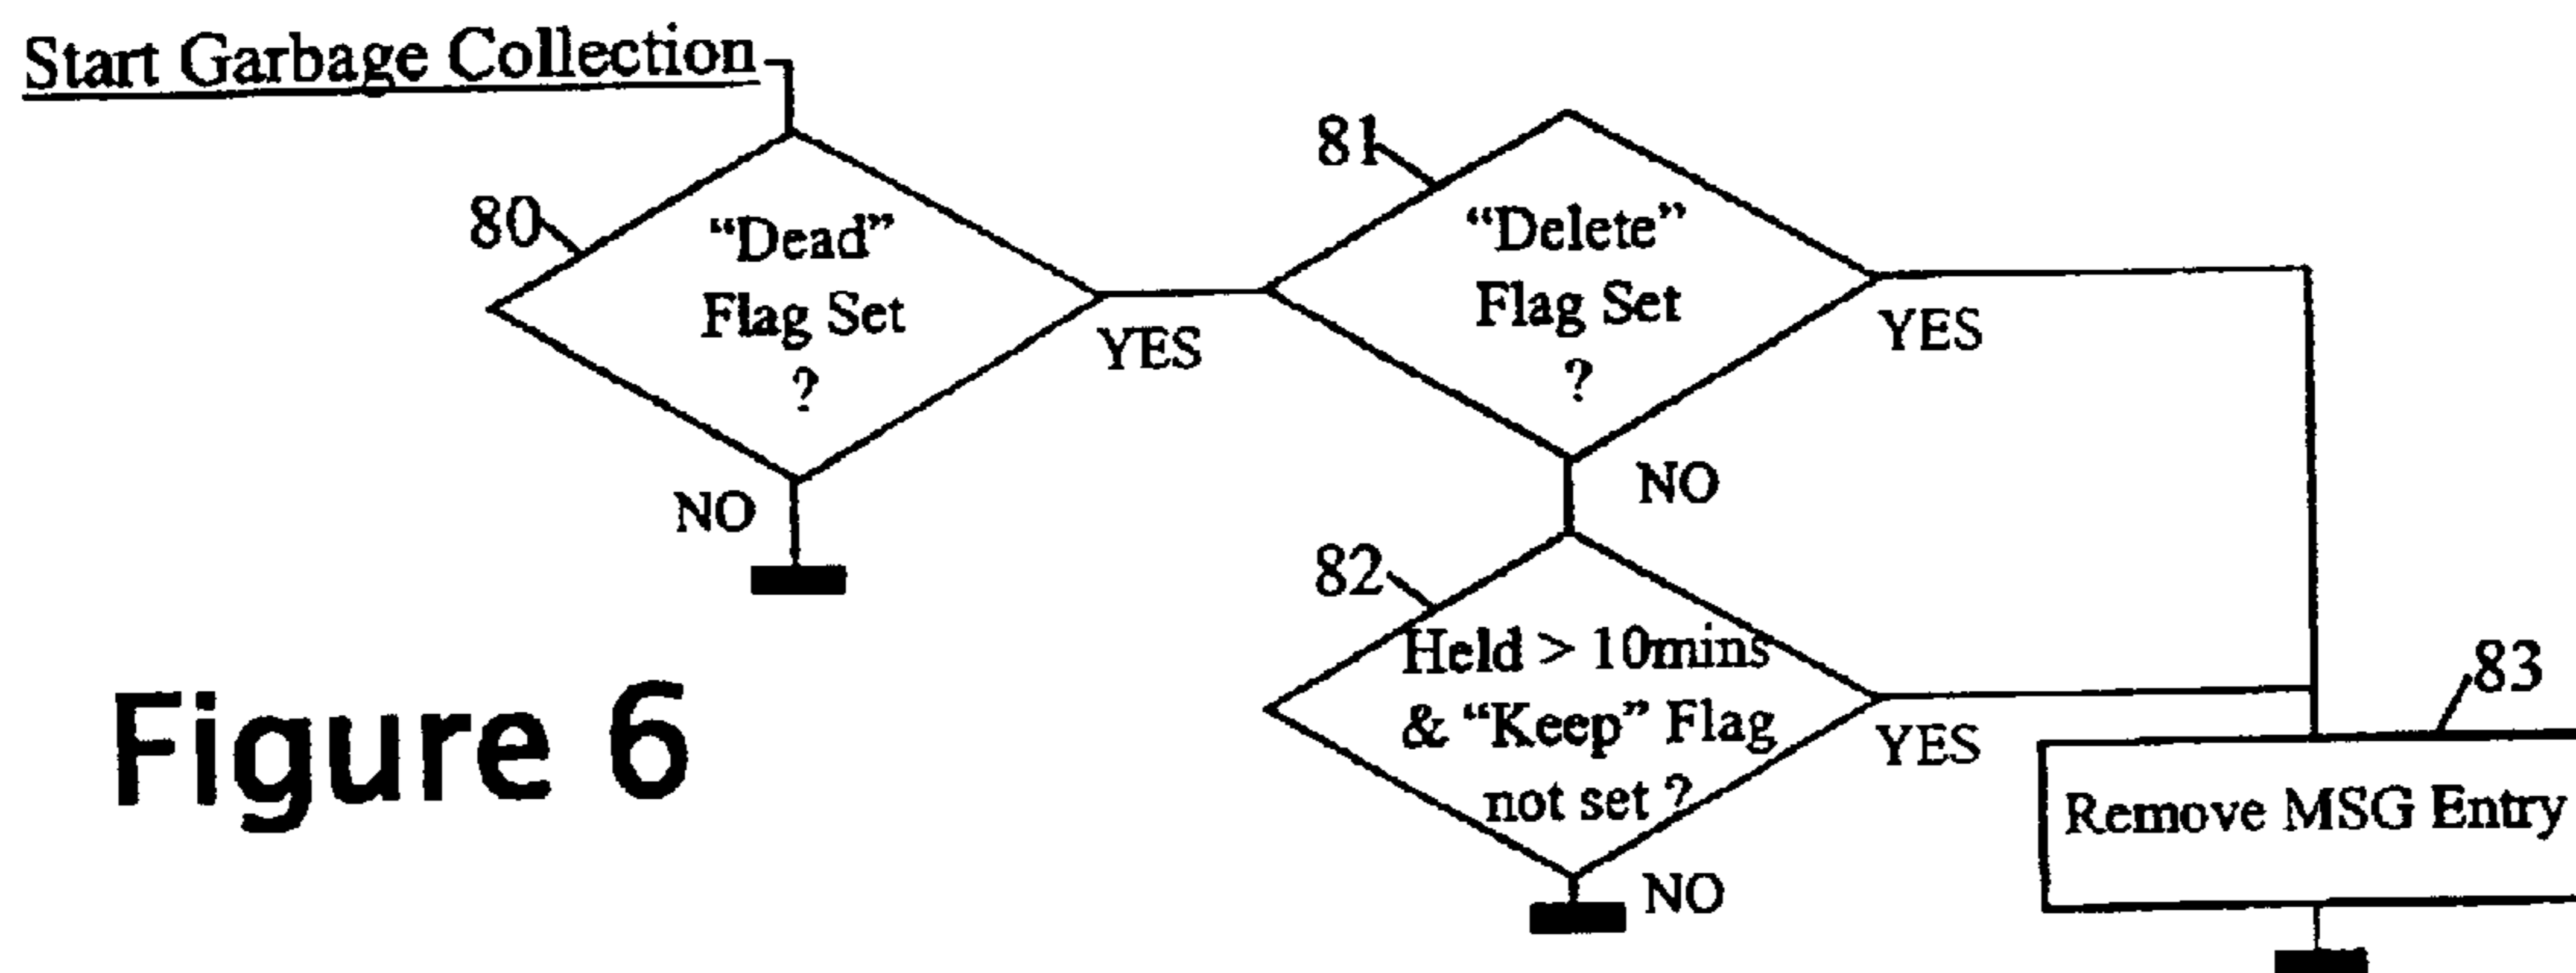 Start Garbage Collection
80
“Dead”
Flag Set
?
YES
NO
81
“Delete”
Flag Set
?
YES
NO
82
Held > 10mins
& “Keep” Flag
not set ?
YES
NO
83
Remove MSG Entry
Figure 6